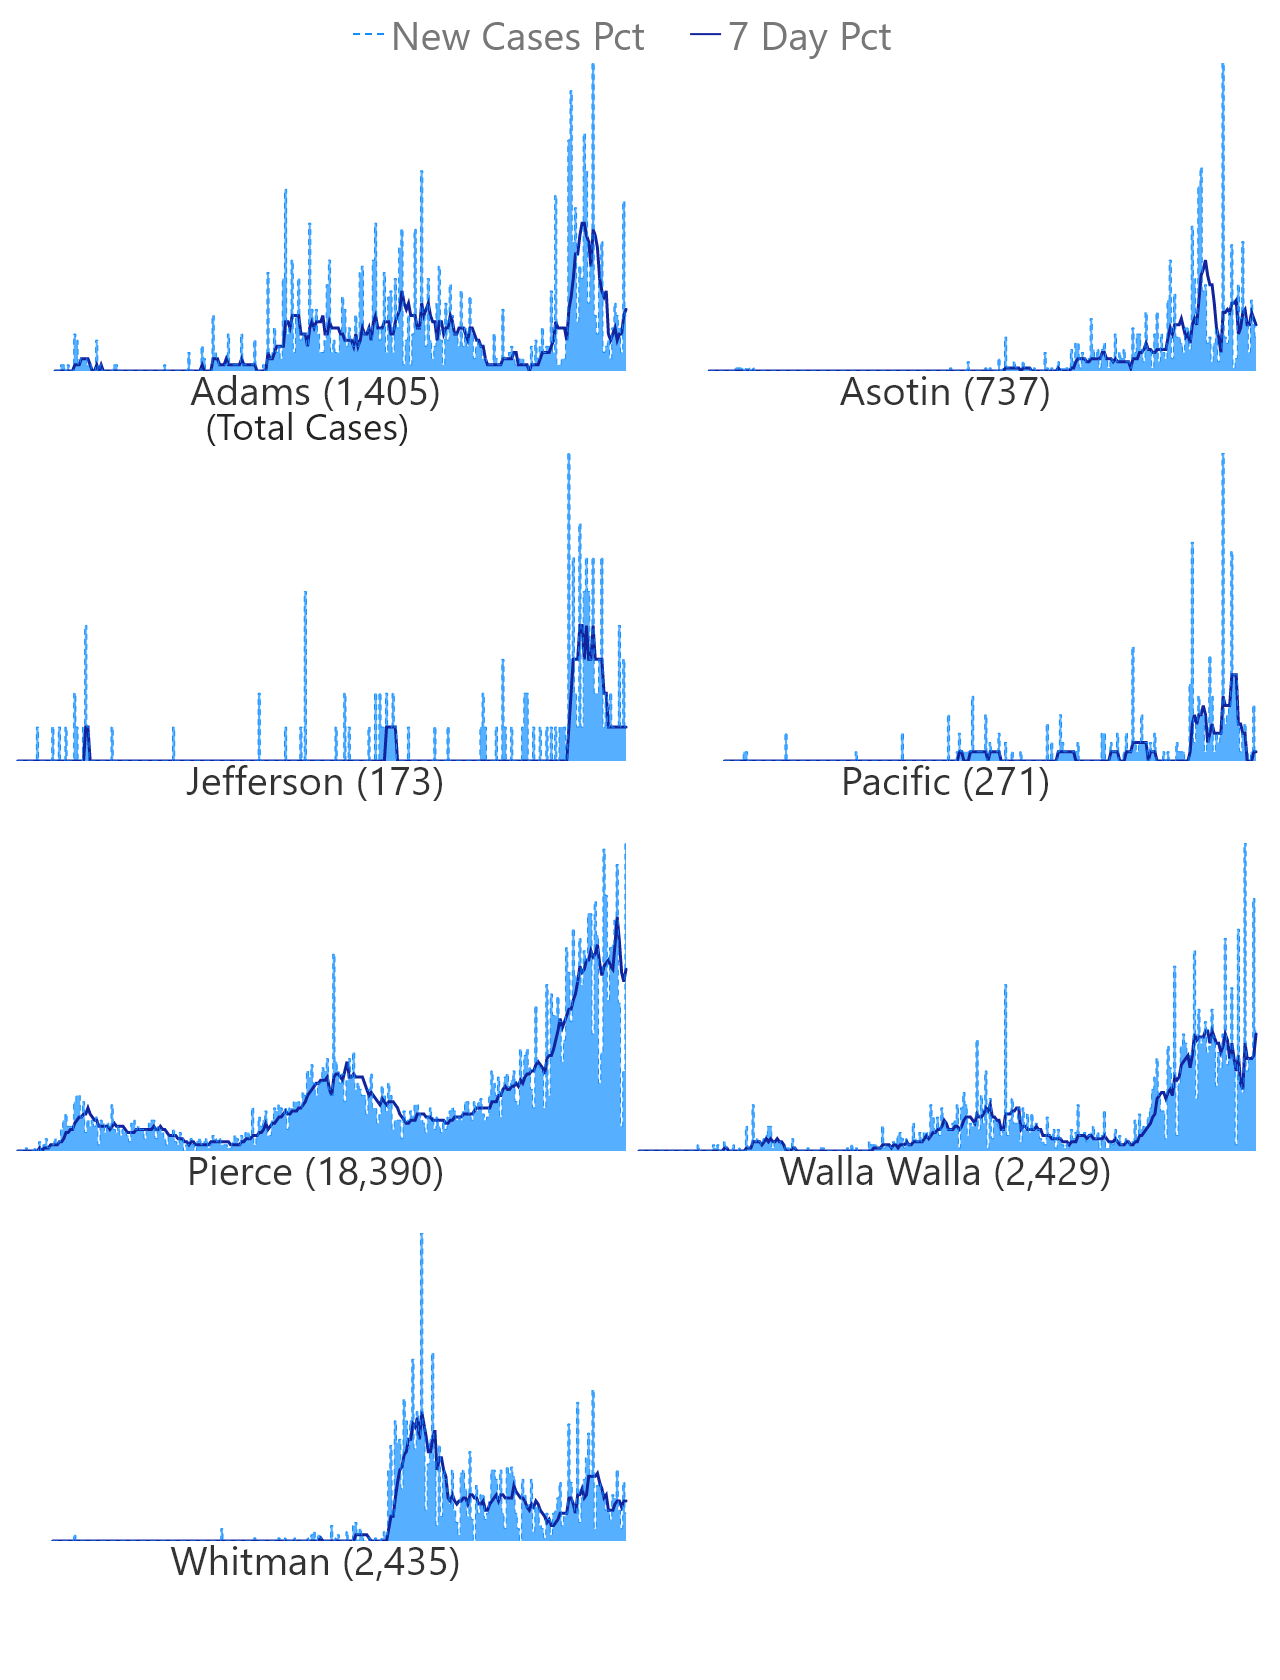 New Cases Pct 7 Day Pct
Adams (1,405) Asotin (737)
(Total Cases)
Jefferson (173) Pacific (271)
Pierce (18,390) Walla Walla (2,429)
Whitman (2,435)